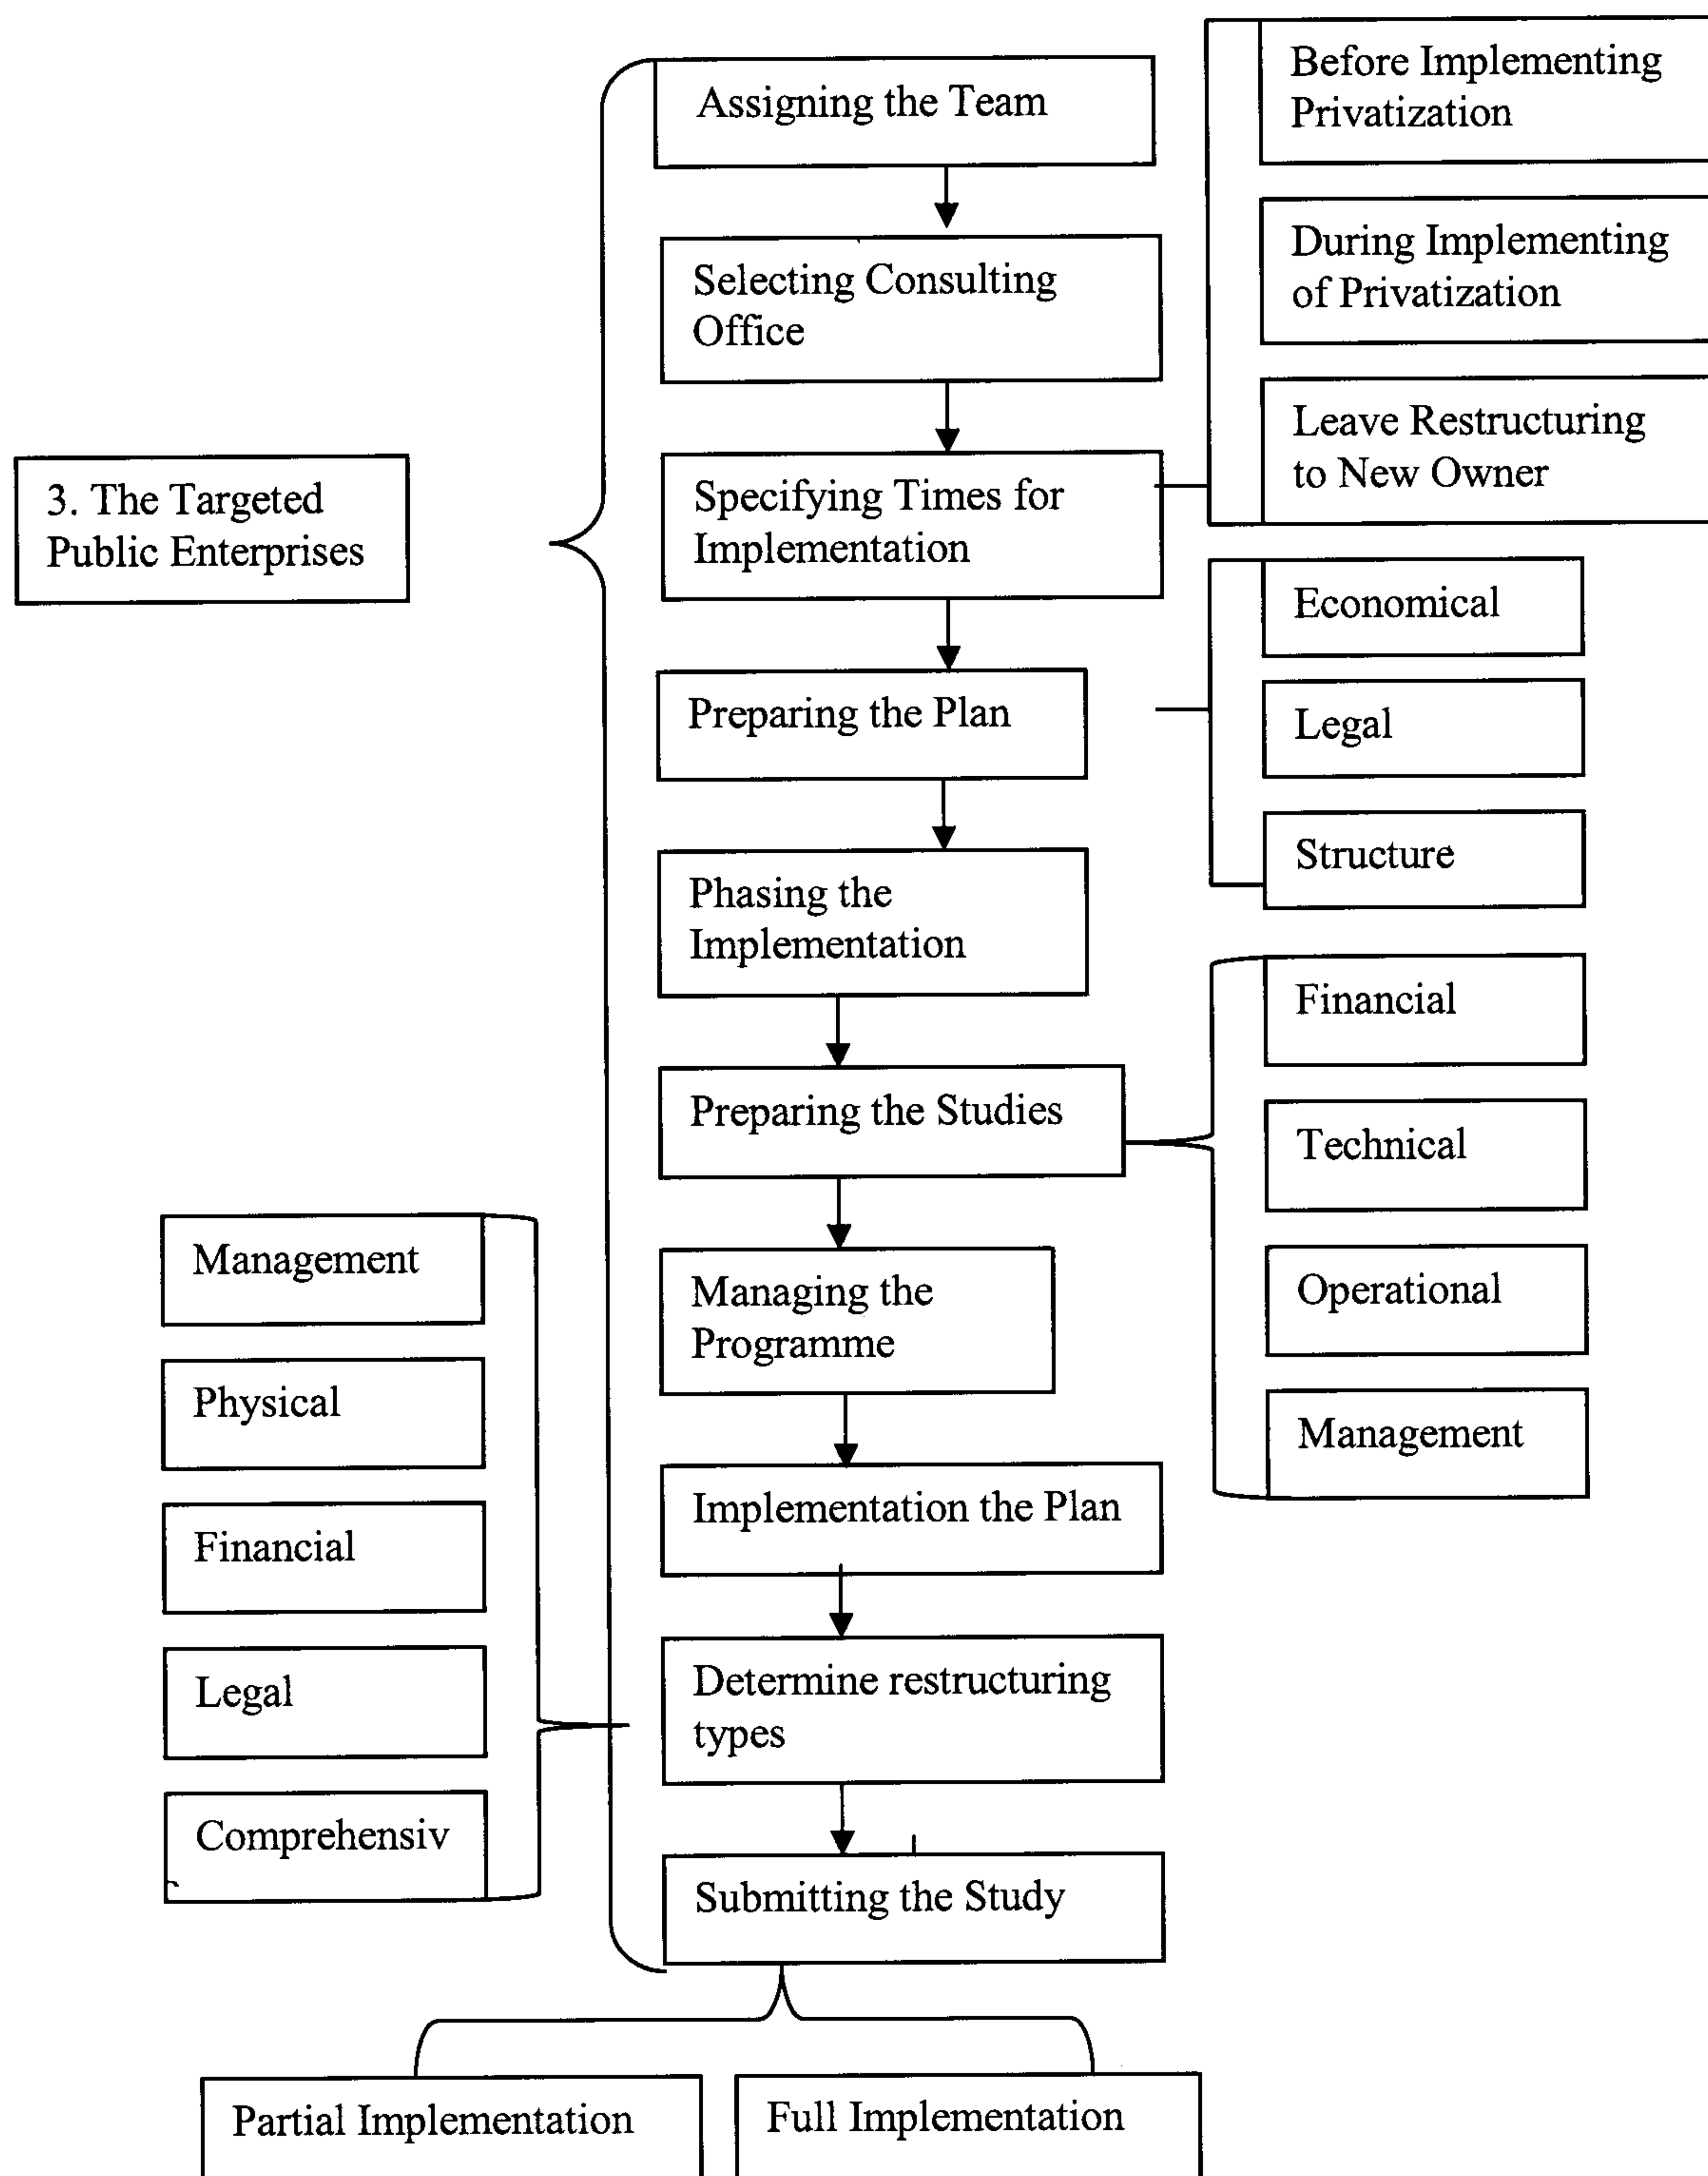 Assigning the Team
Selecting Consulting
Office
Specifying Times for
Implementation
Before Implementing
Privatization
During Implementing
of Privatization
Leave Restructuring
to New Owner
3. The Targeted
Public Enterprises
Preparing the Plan
Economical
Legal
Structure
Phasing the
Implementation
Preparing the Studies
Financial
Technical
Operational
Management
Managing the
Programme
Implementation the Plan
Determine restructuring
types
Management
Physical
Financial
Legal
Comprehensiv
Submitting the Study
Partial Implementation
Full Implementation